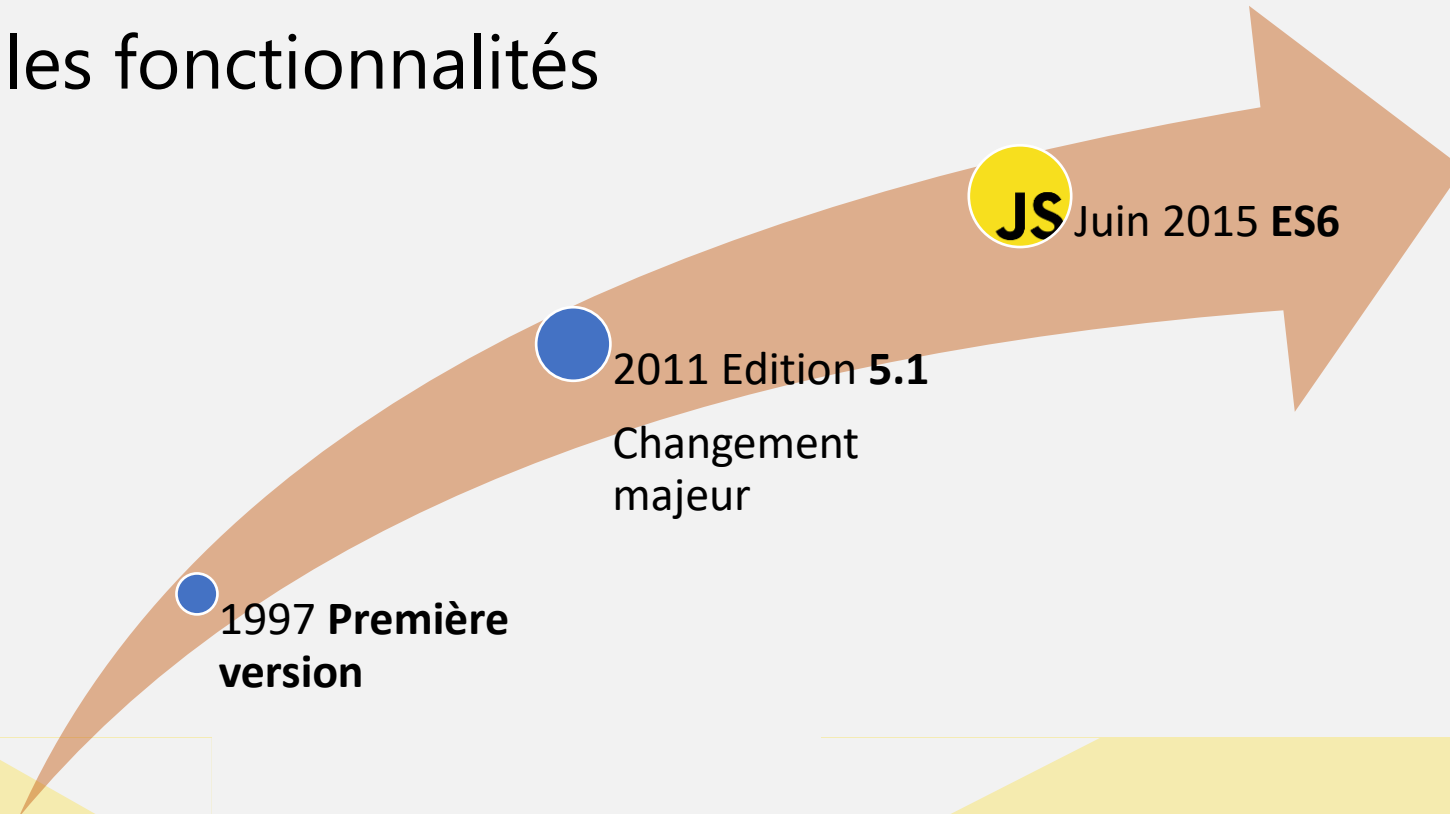 les fonctionnalités
JS Juin 2015 ES6
2011 Edition 5.1
Changement
majeur
1997 Première
version